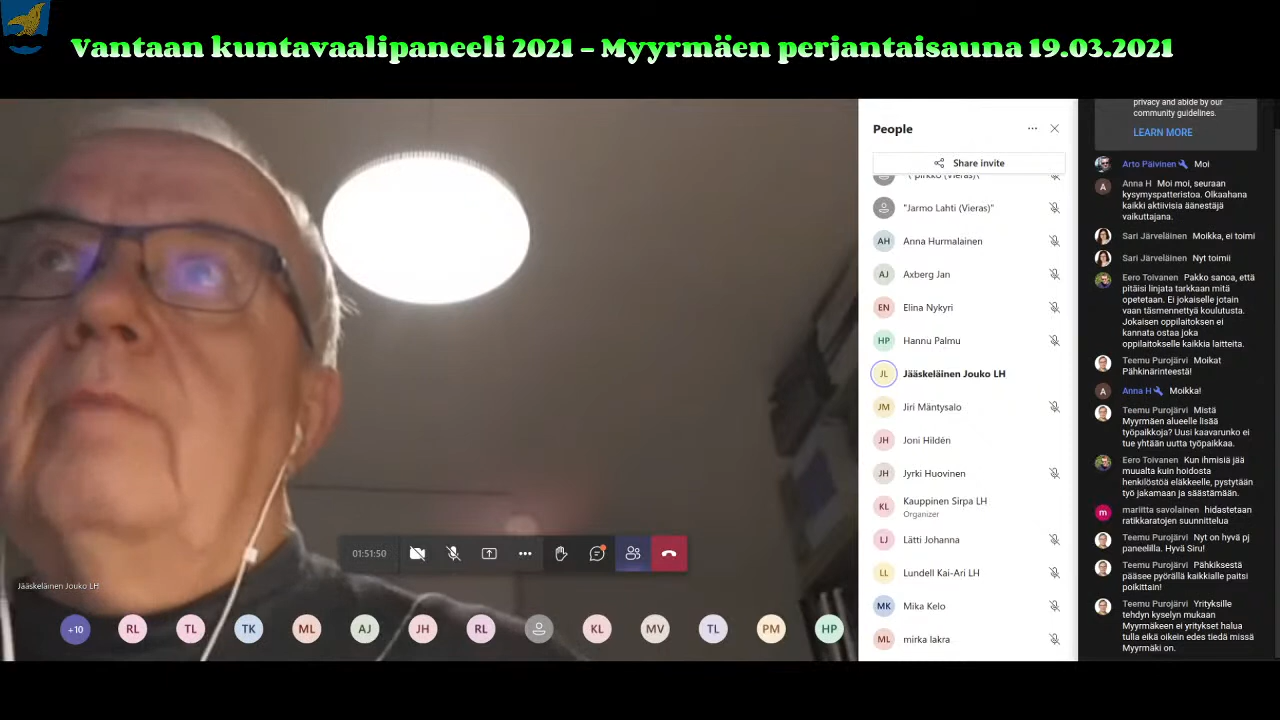 Vantaan kuntavaalipaneeli 2021 – Myyrmäen perjantaisauna 19.03.2021
Jääskeläinen Jouko LH
01:51:50
+10
RL
TL
TK
ML
AJ
JH
RL
KL
MV
TL
PM
HP
People
Share invite
"Jarmo Lahti (Vieras)"
AH Anna Hurmalainen
AJ Axberg Jan
EN Elina Nykyri
HP Hannu Palmu
JL Jääskeläinen Jouko LH
JM Jiri Mäntysalo
JH Joni Hildén
JH Jyrki Huovinen
KL Kauppinen Sirpa LH
Organizer
LJ Lätti Johanna
LL Lundell Kai-Ari LH
MK Mika Kelo
ML mirka lakra
privacy and abide by our
community guidelines.
LEARN MORE
Arto Päivinen Moi
A Anna H Moi moi, seuraan
kysymyspatteristoa. Olkaahana
kaikki aktiivisia äänestäjä
vaikuttajana.
Sari Järveläinen Moikka, ei toimi
Sari Järveläinen Nyt toimii
Eero Toivanen Pakko sanoa, että
pitäisi linjata tarkkaan mitä
opetetaan. Ei jokaiselle jotain
vaan täsmennettyä koulutusta.
Jokaisen oppilaitoksen ei
kannata ostaa joka
oppilaitokselle kaikkia laitteita.
Teemu Purojärvi Moikat
Pähkinärinteestä!
A Anna H Moikka!
Teemu Purojärvi Mistä
Myyrmäen alueelle lisää
työpaikkoja? Uusi kaavarunko ei
tue yhtään uutta työpaikkaa.
Eero Toivanen Kun ihmisiä jää
muualta kuin hoidosta
henkilöstöä eläkkeelle, pystytään
työ jakamaan ja säästämään.
m mariitta savolainen hidastetaan
ratikkaratojen suunnittelua
Teemu Purojärvi Nyt on hyvä pj
paneelilla. Hyvä Siru!
Teemu Purojärvi Pähkiksestä
pääsee pyörällä kaikkialle paitsi
poikittain!
Teemu Purojärvi Yrityksille
tehdyn kyselyn mukaan
Myyrmäkeen ei yritykset halua
tulla eikä oikein edes tiedä missä
Myyrmäki on.